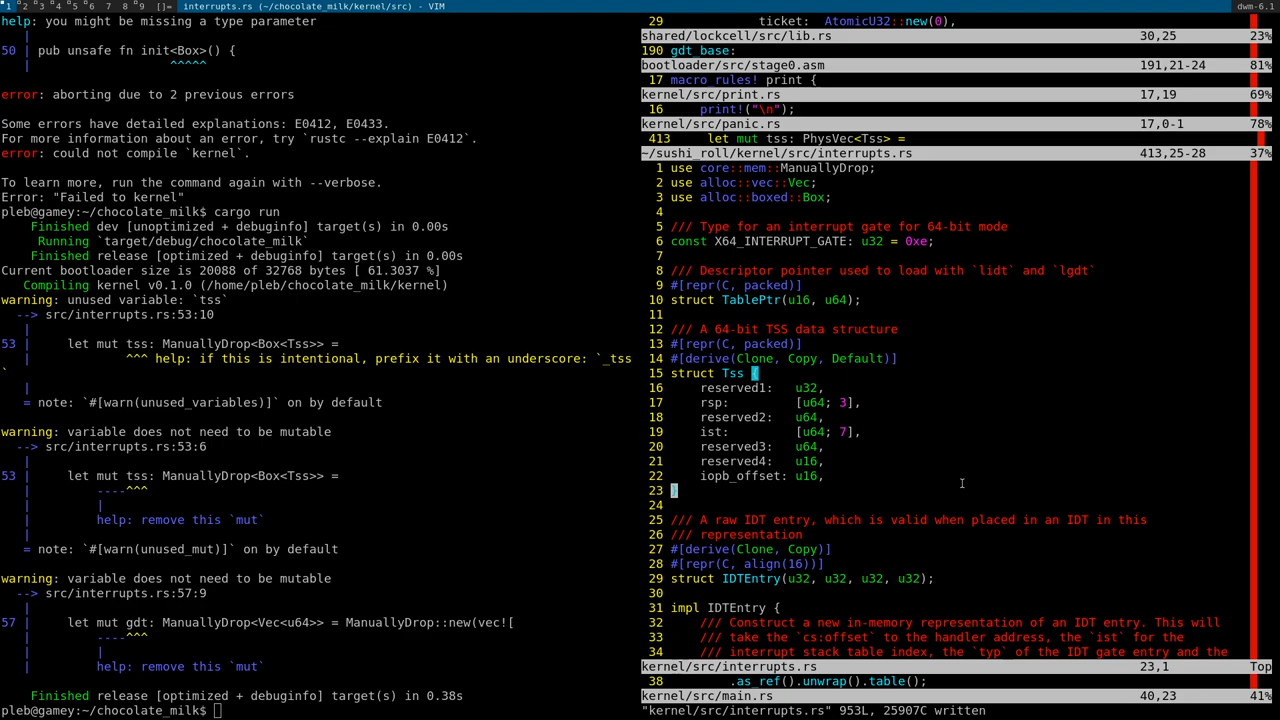 1 2 3 4 5 6 7 8 9 []= interrupts.rs (~/chocolate_milk/kernel/src) - VIM dwm-6.1
help: you might be missing a type parameter
   |
50 | pub unsafe fn init<Box>() {
   |                   ^^^^^
error: aborting due to 2 previous errors
Some errors have detailed explanations: E0412, E0433.
For more information about an error, try `rustc --explain E0412`.
error: could not compile `kernel`.
To learn more, run the command again with --verbose.
Error: "Failed to kernel"
pleb@gamey:~/chocolate_milk$ cargo run
    Finished dev [unoptimized + debuginfo] target(s) in 0.00s
     Running `target/debug/chocolate_milk`
    Finished release [optimized + debuginfo] target(s) in 0.00s
Current bootloader size is 20088 of 32768 bytes [ 61.3037 %]
   Compiling kernel v0.1.0 (/home/pleb/chocolate_milk/kernel)
warning: unused variable: `tss`
  --> src/interrupts.rs:53:10
   |
53 |     let mut tss: ManuallyDrop<Box<Tss>> =
   |             ^^^ help: if this is intentional, prefix it with an underscore: `_tss
`
   |
   = note: `#[warn(unused_variables)]` on by default
warning: variable does not need to be mutable
  --> src/interrupts.rs:53:6
   |
53 |     let mut tss: ManuallyDrop<Box<Tss>> =
   |         ----^^^
   |         |
   |         help: remove this `mut`
   |
   = note: `#[warn(unused_mut)]` on by default
warning: variable does not need to be mutable
  --> src/interrupts.rs:57:9
   |
57 |     let mut gdt: ManuallyDrop<Vec<u64>> = ManuallyDrop::new(vec![
   |         ----^^^
   |         |
   |         help: remove this `mut`
    Finished release [optimized + debuginfo] target(s) in 0.38s
pleb@gamey:~/chocolate_milk$
29             ticket:  AtomicU32::new(0),
shared/lockcell/src/lib.rs 30,25 23%
190 gdt_base:
bootloader/src/stage0.asm 191,21-24 81%
17 macro_rules! print {
kernel/src/print.rs 17,19 69%
16     print!("\n");
kernel/src/panic.rs 17,0-1 78%
413     let mut tss: PhysVec<Tss> =
~/sushi_roll/kernel/src/interrupts.rs 413,25-28 37%
1 use core::mem::ManuallyDrop;
2 use alloc::vec::Vec;
3 use alloc::boxed::Box;
4
5 /// Type for an interrupt gate for 64-bit mode
6 const X64_INTERRUPT_GATE: u32 = 0xe;
7
8 /// Descriptor pointer used to load with `lidt` and `lgdt`
9 #[repr(C, packed)]
10 struct TablePtr(u16, u64);
11
12 /// A 64-bit TSS data structure
13 #[repr(C, packed)]
14 #[derive(Clone, Copy, Default)]
15 struct Tss {
16     reserved1:   u32,
17     rsp:         [u64; 3],
18     reserved2:   u64,
19     ist:         [u64; 7],
20     reserved3:   u64,
21     reserved4:   u16,
22     iopb_offset: u16,
23 }
24
25 /// A raw IDT entry, which is valid when placed in an IDT in this
26 /// representation
27 #[derive(Clone, Copy)]
28 #[repr(C, align(16))]
29 struct IDTEntry(u32, u32, u32, u32);
30
31 impl IDTEntry {
32     /// Construct a new in-memory representation of an IDT entry. This will
33     /// take the `cs:offset` to the handler address, the `ist` for the
34     /// interrupt stack table index, the `typ` of the IDT gate entry and the
kernel/src/interrupts.rs 23,1 Top
38         .as_ref().unwrap().table();
kernel/src/main.rs 40,23 41%
"kernel/src/interrupts.rs" 953L, 25907C written